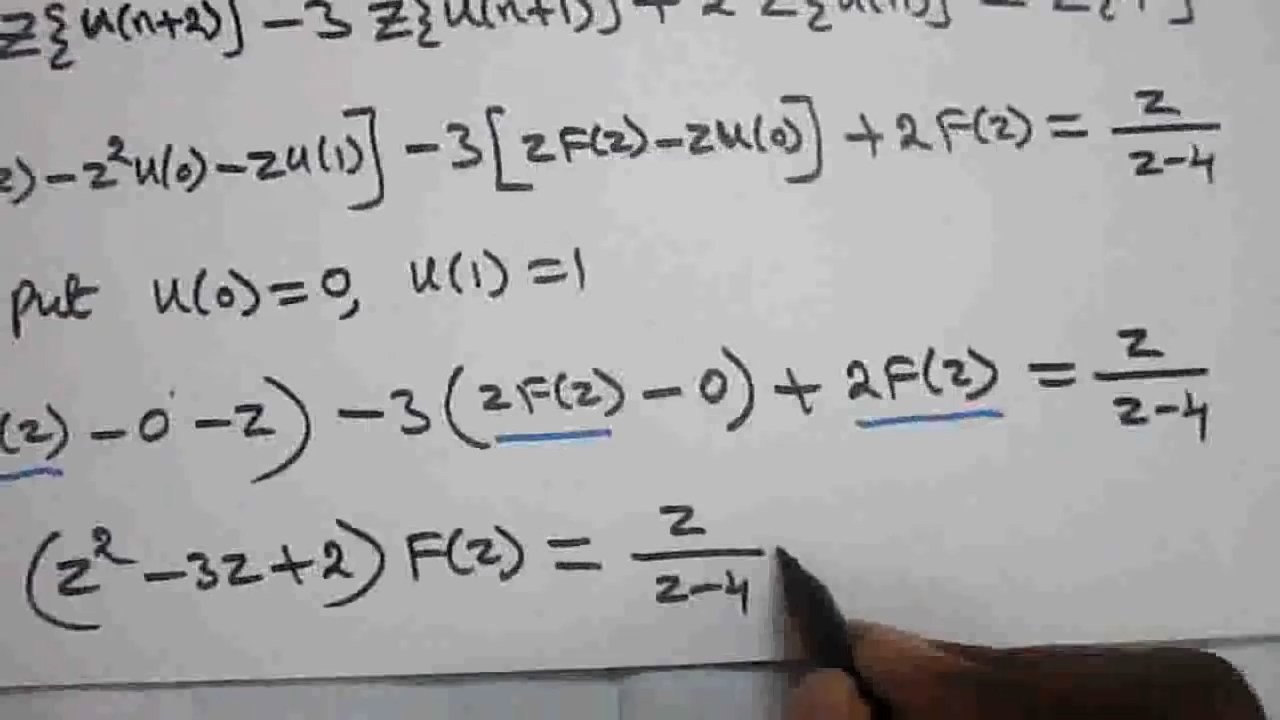 z{u(n+2)} - 3 z{u(n+1)} + 2 z{u(n)} =
z) - z²u(0) - zu(1)] - 3[zF(z) - zu(0)] + 2F(z) = z/(z-4)
put u(0) = 0, u(1) = 1
(z) - 0 - z) - 3(zF(z) - 0) + 2F(z) = z/(z-4)
(z² - 3z + 2) F(z) = z/(z-4)